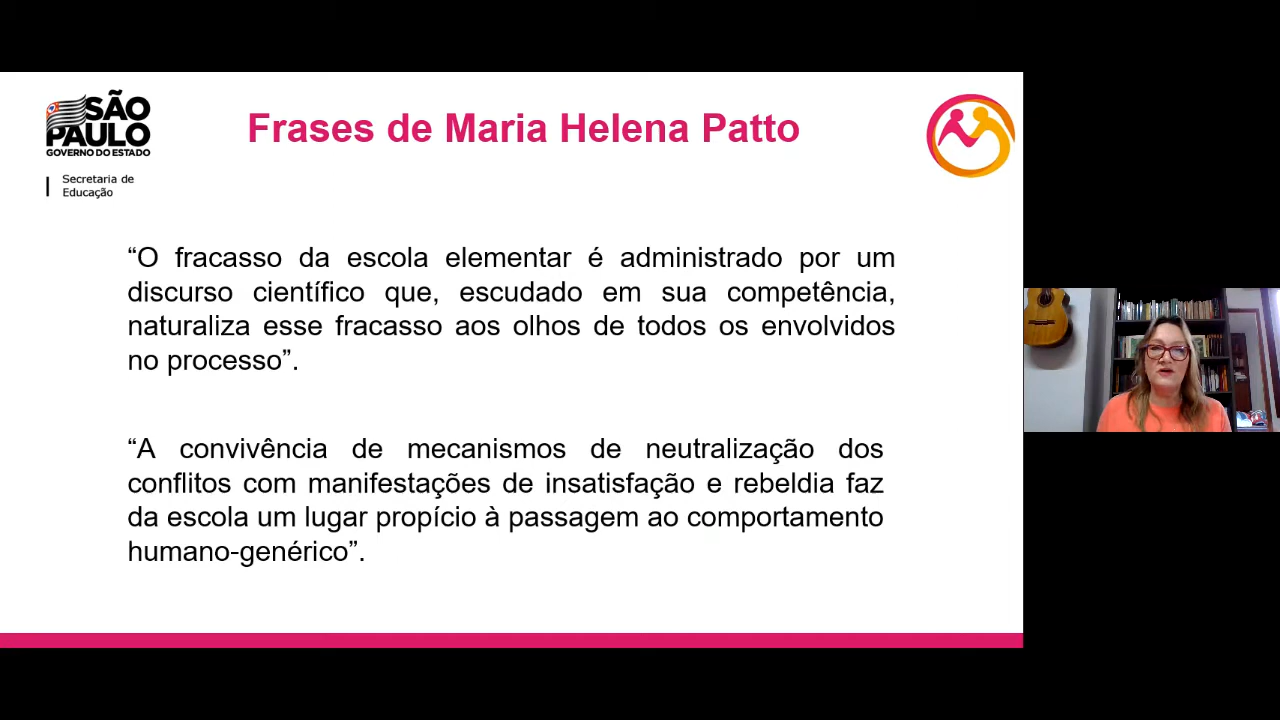 SÃO
PAULO
GOVERNO DO ESTADO
Secretaria de
Educação
Frases de Maria Helena Patto
“O fracasso da escola elementar é administrado por um
discurso científico que, escudado em sua competência,
naturaliza esse fracasso aos olhos de todos os envolvidos
no processo”.
“A convivência de mecanismos de neutralização dos
conflitos com manifestações de insatisfação e rebeldia faz
da escola um lugar propício à passagem ao comportamento
humano-genérico”.